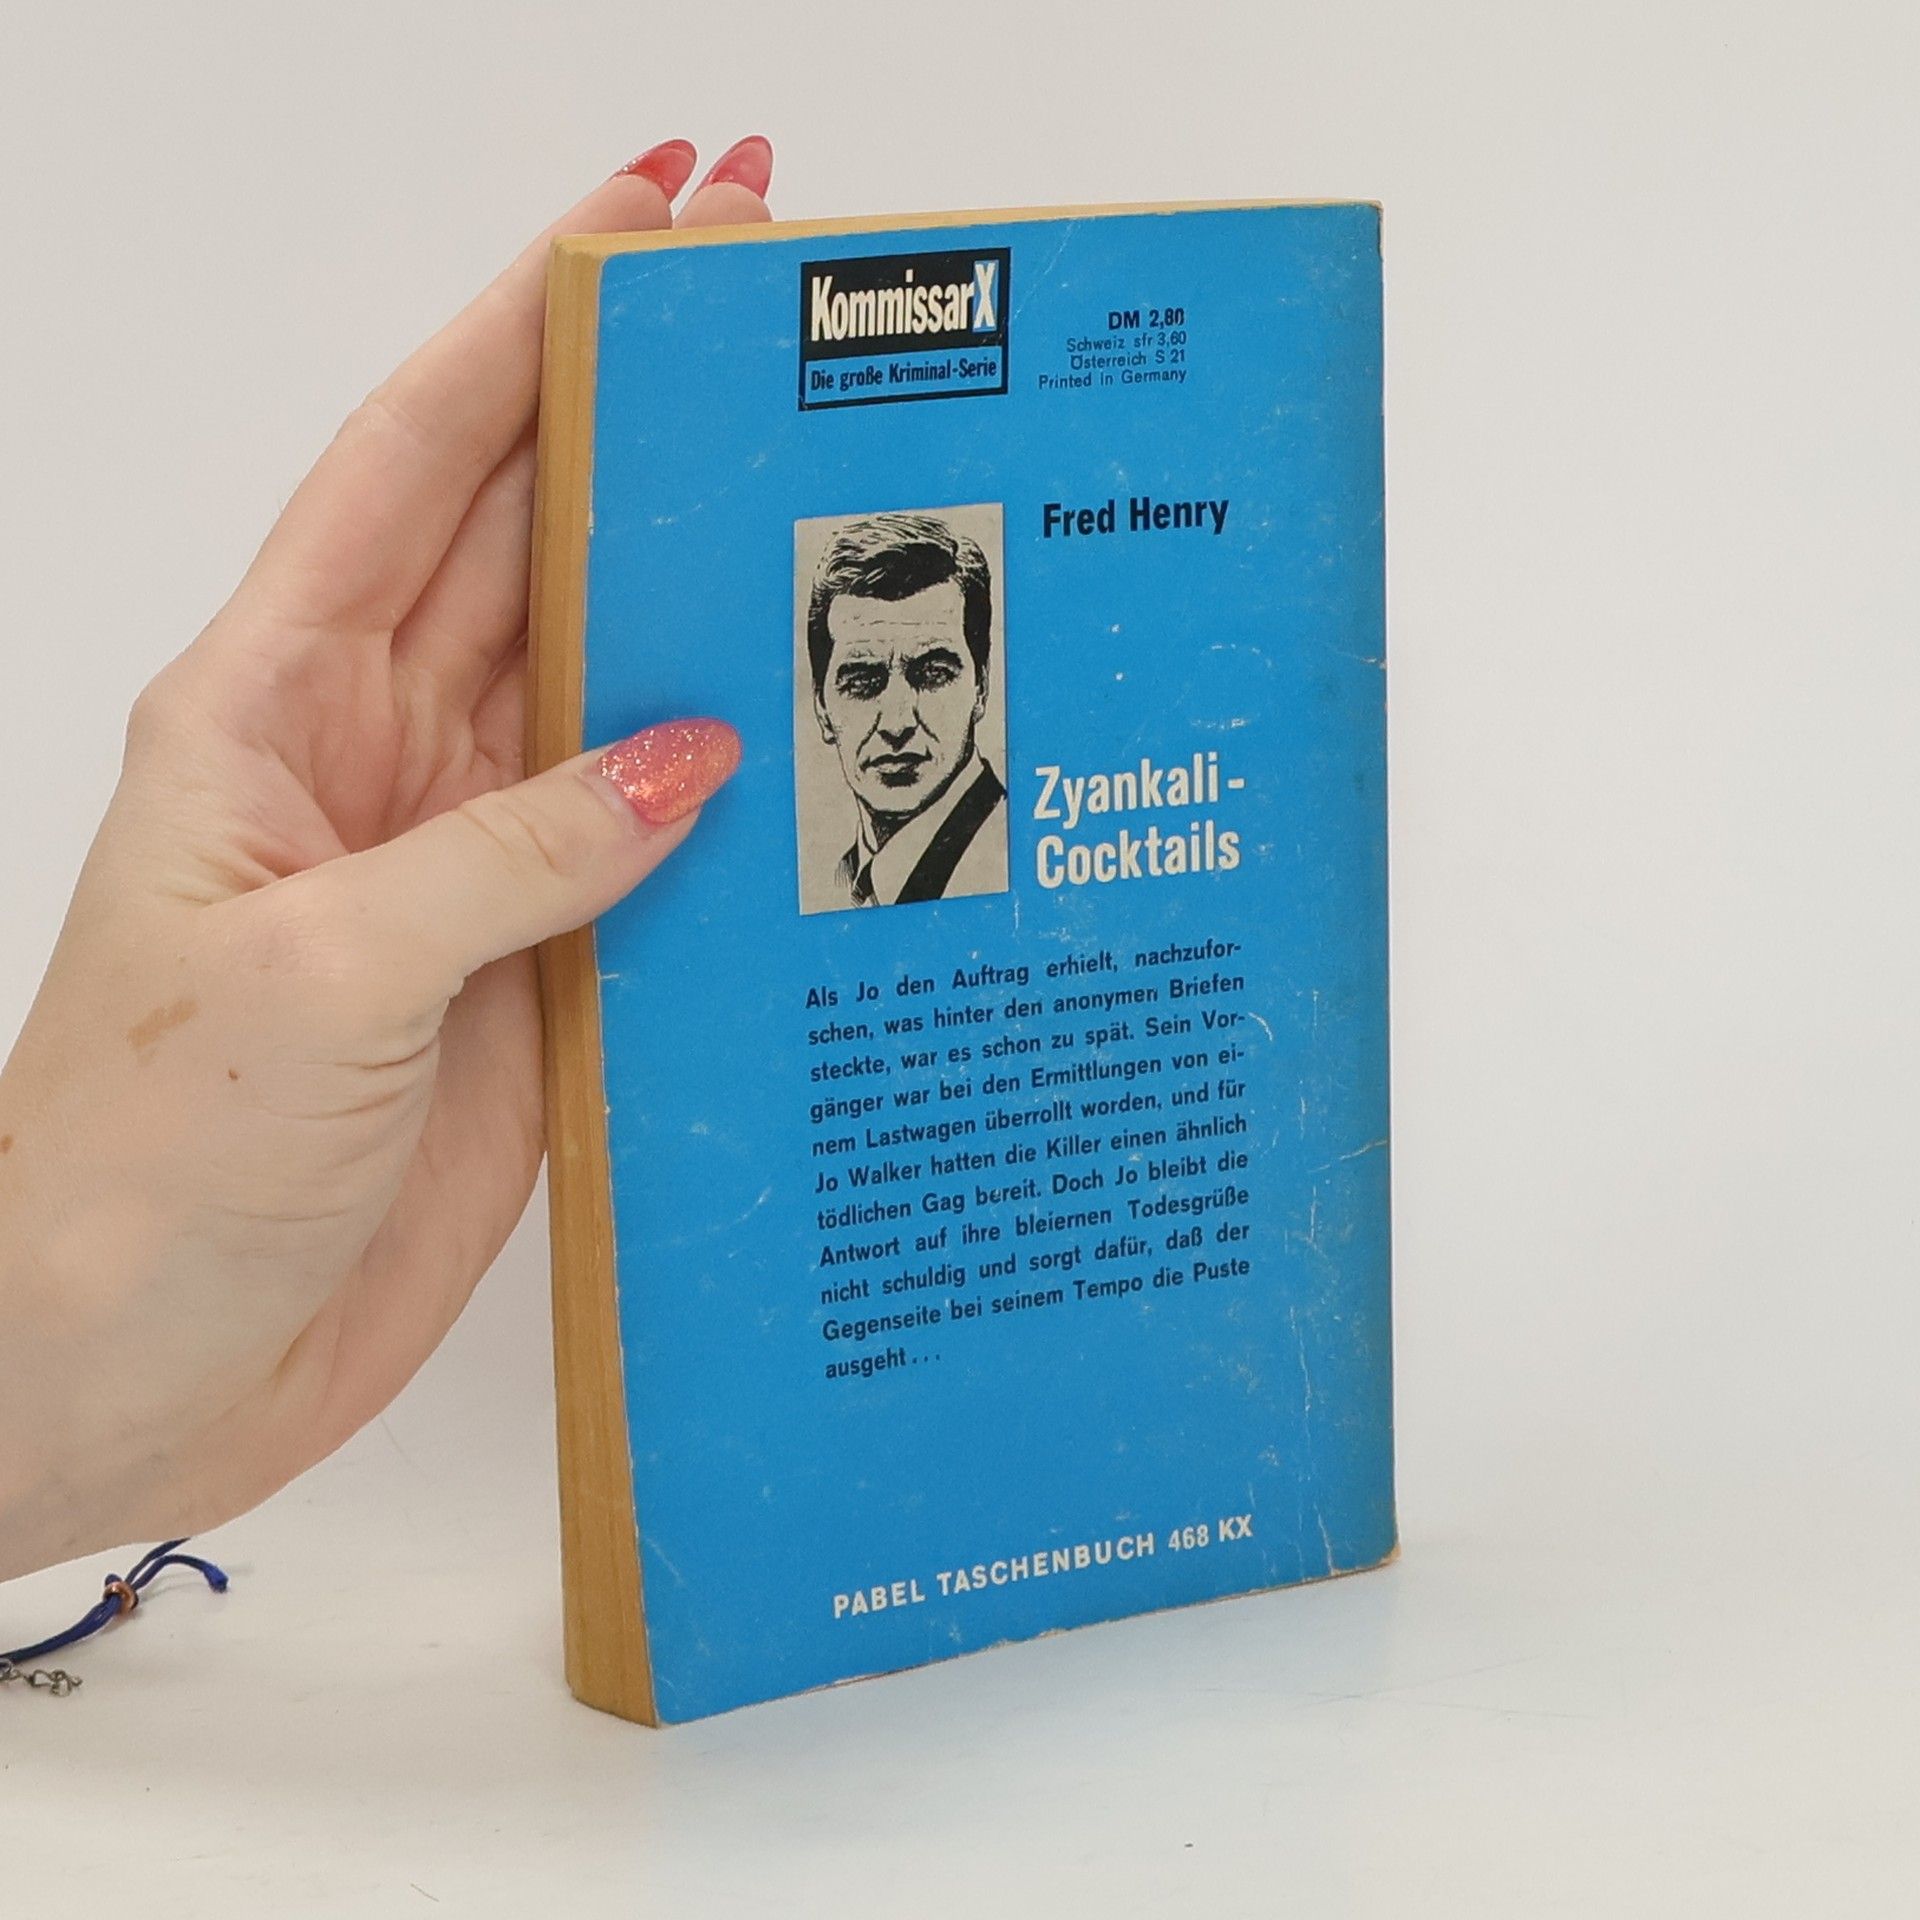 KommissarX
Die große Kriminal-Serie
DM 2,80
Schweiz sfr 3,60
Österreich S 21
Printed in Germany
Fred Henry
Zyankali-
Cocktails
Als Jo den Auftrag erhielt, nachzufor-
schen, was hinter den anonymen Briefen
steckte, war es schon zu spät. Sein Vor-
gänger war bei den Ermittlungen von ei-
nem Lastwagen überrollt worden, und für
Jo Walker hatten die Killer einen ähnlich
tödlichen Gag bereit. Doch Jo bleibt die
Antwort auf ihre bleiernen Todesgrüße
nicht schuldig und sorgt dafür, daß der
Gegenseite bei seinem Tempo die Puste
ausgeht...
PABEL TASCHENBUCH 468 KX